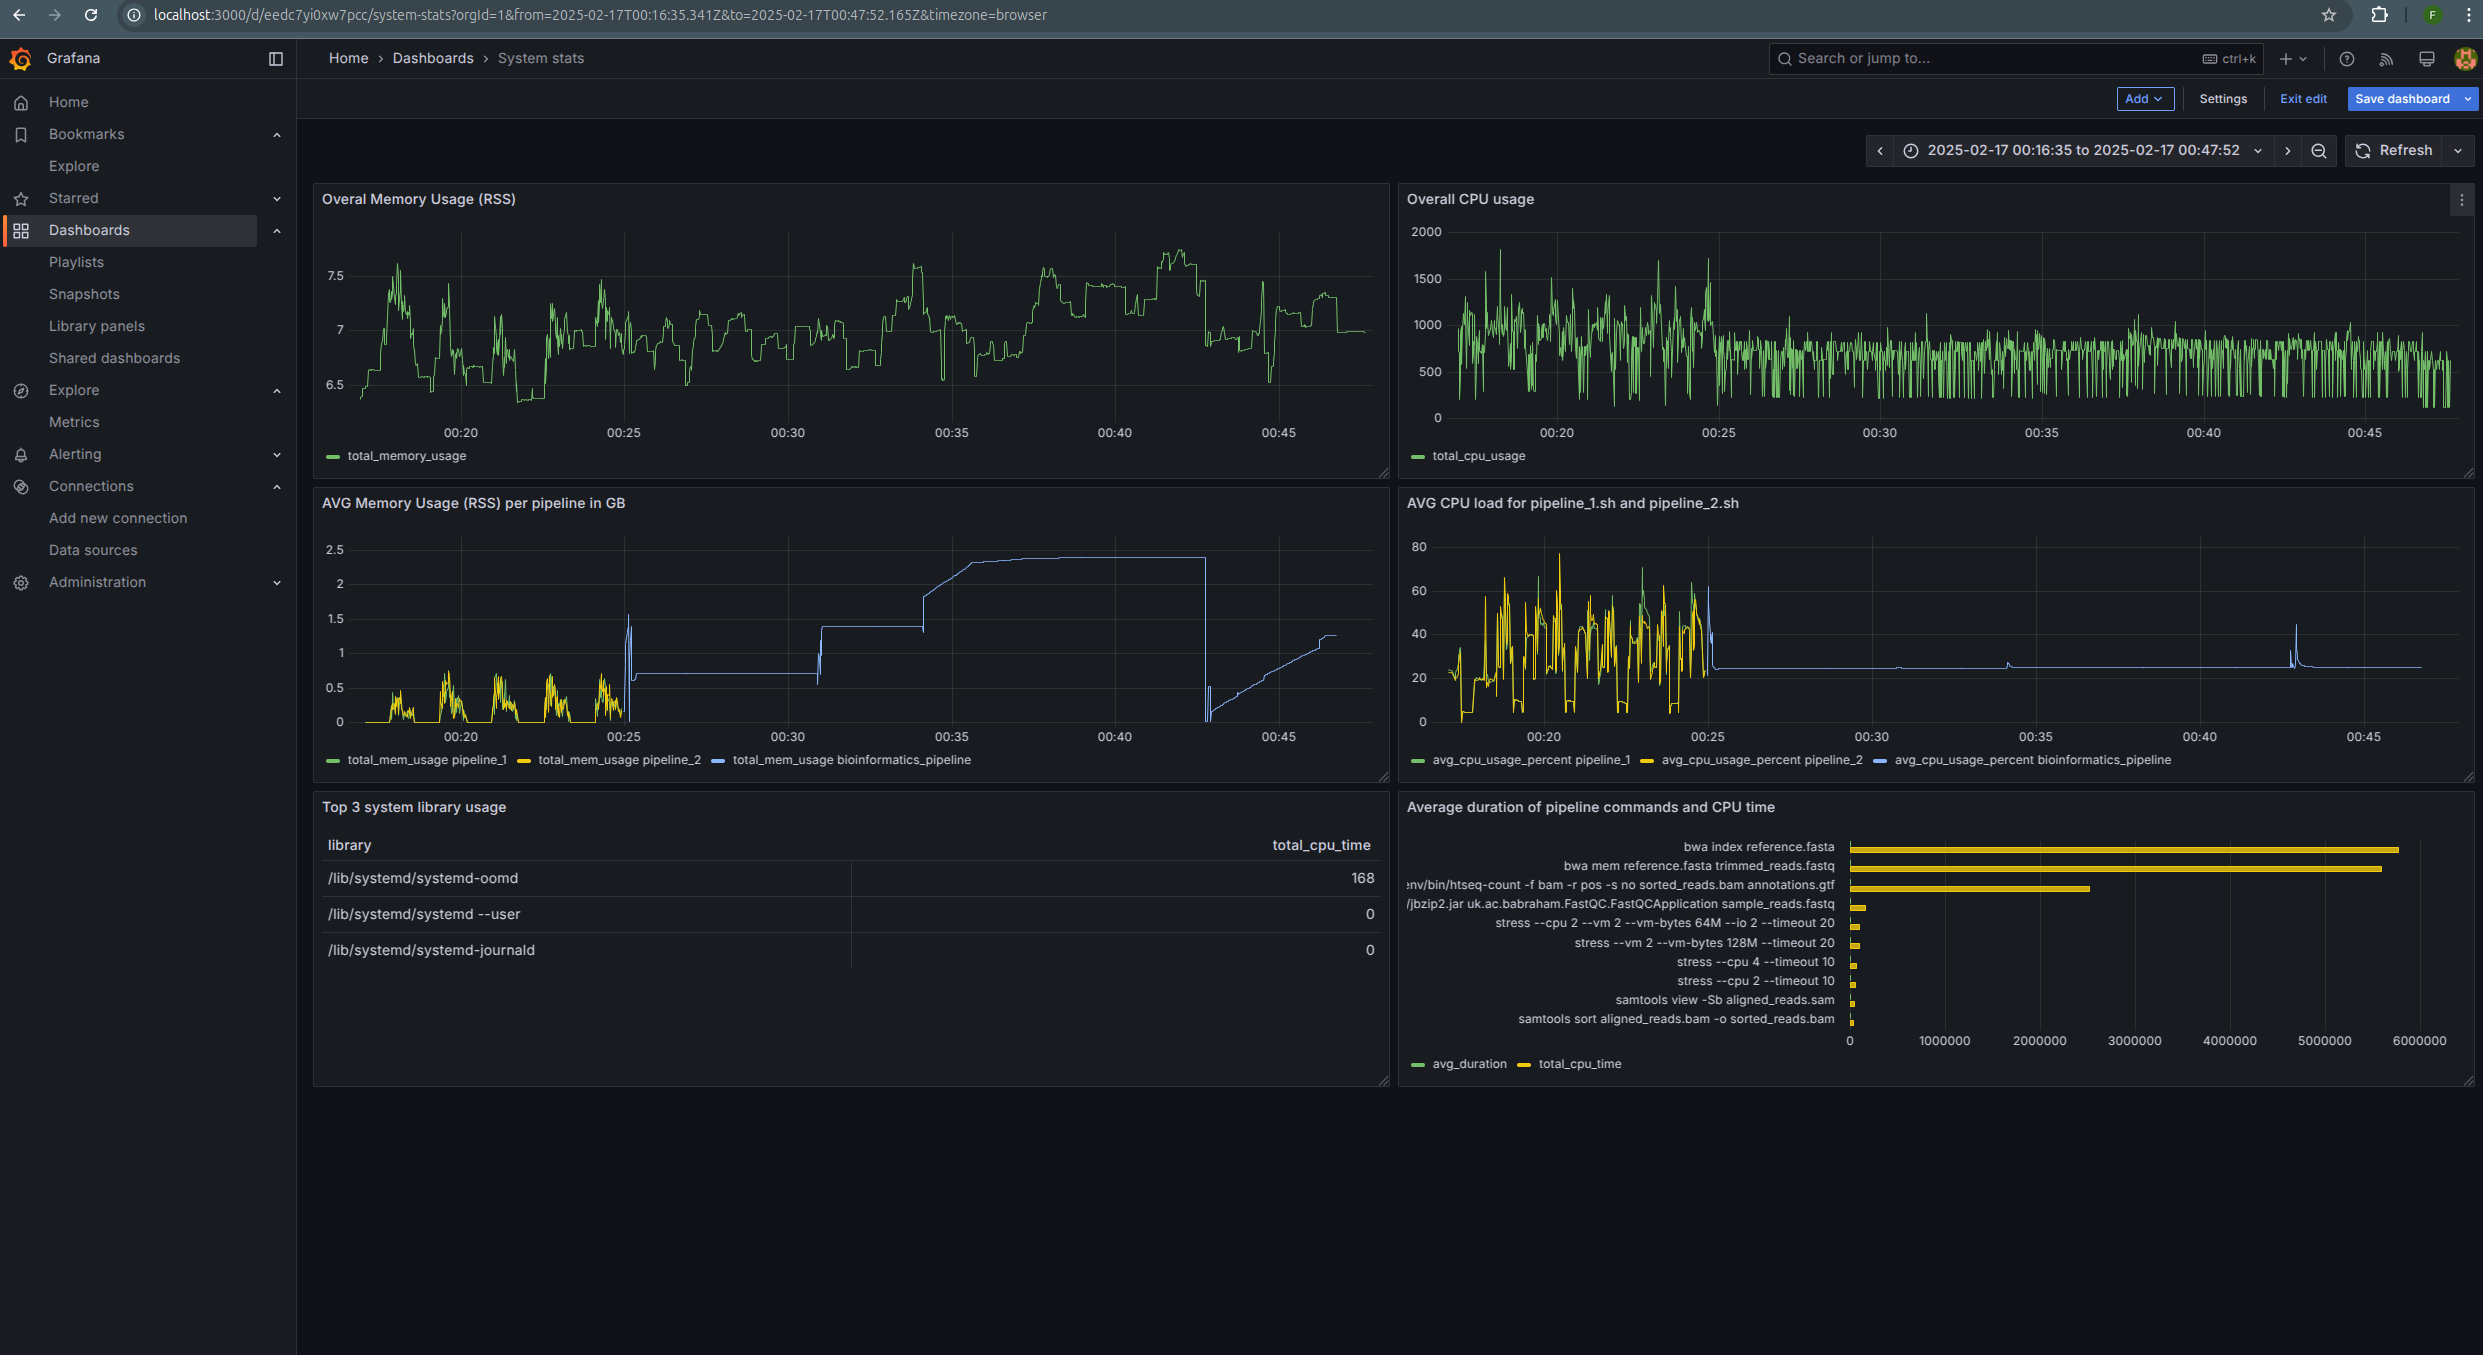 localhost:3000/d/eedc7yi0xw7pcc/system-stats?orgId=1&from=2025-02-17T00:16:35.341Z&to=2025-02-17T00:47:52.165Z&timezone=browser
F
Grafana
Home › Dashboards › System stats
Search or jump to...
ctrl+k
Add
Settings
Exit edit
Save dashboard
Home
Bookmarks
Explore
Starred
Dashboards
Playlists
Snapshots
Library panels
Shared dashboards
Explore
Metrics
Alerting
Connections
Add new connection
Data sources
Administration
2025-02-17 00:16:35 to 2025-02-17 00:47:52
Refresh
Overal Memory Usage (RSS)
7.5
7
6.5
00:20 00:25 00:30 00:35 00:40 00:45
total_memory_usage
Overall CPU usage
2000
1500
1000
500
0
00:20 00:25 00:30 00:35 00:40 00:45
total_cpu_usage
AVG Memory Usage (RSS) per pipeline in GB
2.5
2
1.5
1
0.5
0
00:20 00:25 00:30 00:35 00:40 00:45
total_mem_usage pipeline_1 total_mem_usage pipeline_2 total_mem_usage bioinformatics_pipeline
AVG CPU load for pipeline_1.sh and pipeline_2.sh
80
60
40
20
0
00:20 00:25 00:30 00:35 00:40 00:45
avg_cpu_usage_percent pipeline_1 avg_cpu_usage_percent pipeline_2 avg_cpu_usage_percent bioinformatics_pipeline
Top 3 system library usage
library total_cpu_time
/lib/systemd/systemd-oomd 168
/lib/systemd/systemd --user 0
/lib/systemd/systemd-journald 0
Average duration of pipeline commands and CPU time
bwa index reference.fasta
bwa mem reference.fasta trimmed_reads.fastq
env/bin/htseq-count -f bam -r pos -s no sorted_reads.bam annotations.gtf
/jbzip2.jar uk.ac.babraham.FastQC.FastQCApplication sample_reads.fastq
stress --cpu 2 --vm 2 --vm-bytes 64M --io 2 --timeout 20
stress --vm 2 --vm-bytes 128M --timeout 20
stress --cpu 4 --timeout 10
stress --cpu 2 --timeout 10
samtools view -Sb aligned_reads.sam
samtools sort aligned_reads.bam -o sorted_reads.bam
0 1000000 2000000 3000000 4000000 5000000 6000000
avg_duration total_cpu_time